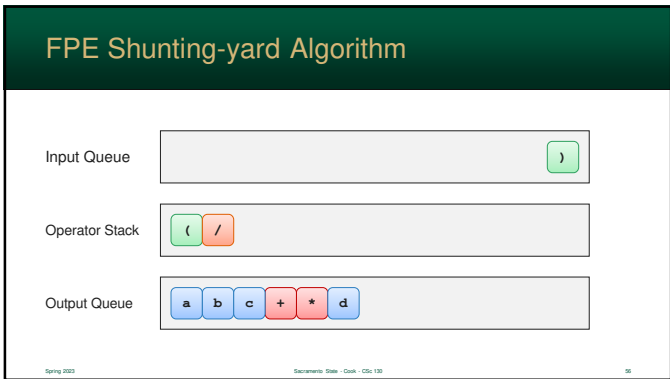 FPE Shunting-yard Algorithm
Input Queue )
Operator Stack ( /
Output Queue a b c + * d
Spring 2023 Sacramento State - Cook - CSc 130 56